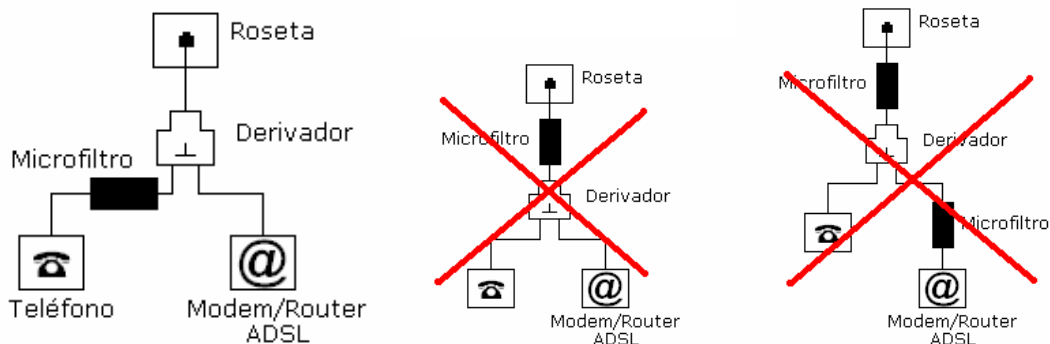 Roseta
Derivador
Microfiltro
Teléfono
Modem/Router
ADSL
Roseta
Microfiltro
Derivador
Modem/Router
ADSL
Roseta
Microfiltro
Derivador
Microfiltro
Modem/Router
ADSL